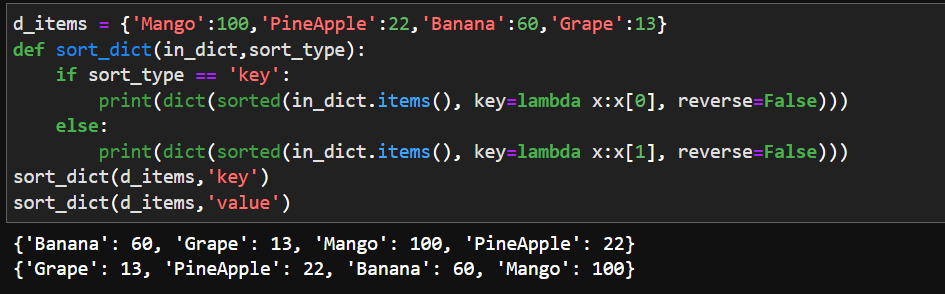 d_items = {'Mango':100,'PineApple':22,'Banana':60,'Grape':13}
def sort_dict(in_dict,sort_type):
    if sort_type == 'key':
        print(dict(sorted(in_dict.items(), key=lambda x:x[0], reverse=False)))
    else:
        print(dict(sorted(in_dict.items(), key=lambda x:x[1], reverse=False)))
sort_dict(d_items,'key')
sort_dict(d_items,'value')
{'Banana': 60, 'Grape': 13, 'Mango': 100, 'PineApple': 22}
{'Grape': 13, 'PineApple': 22, 'Banana': 60, 'Mango': 100}